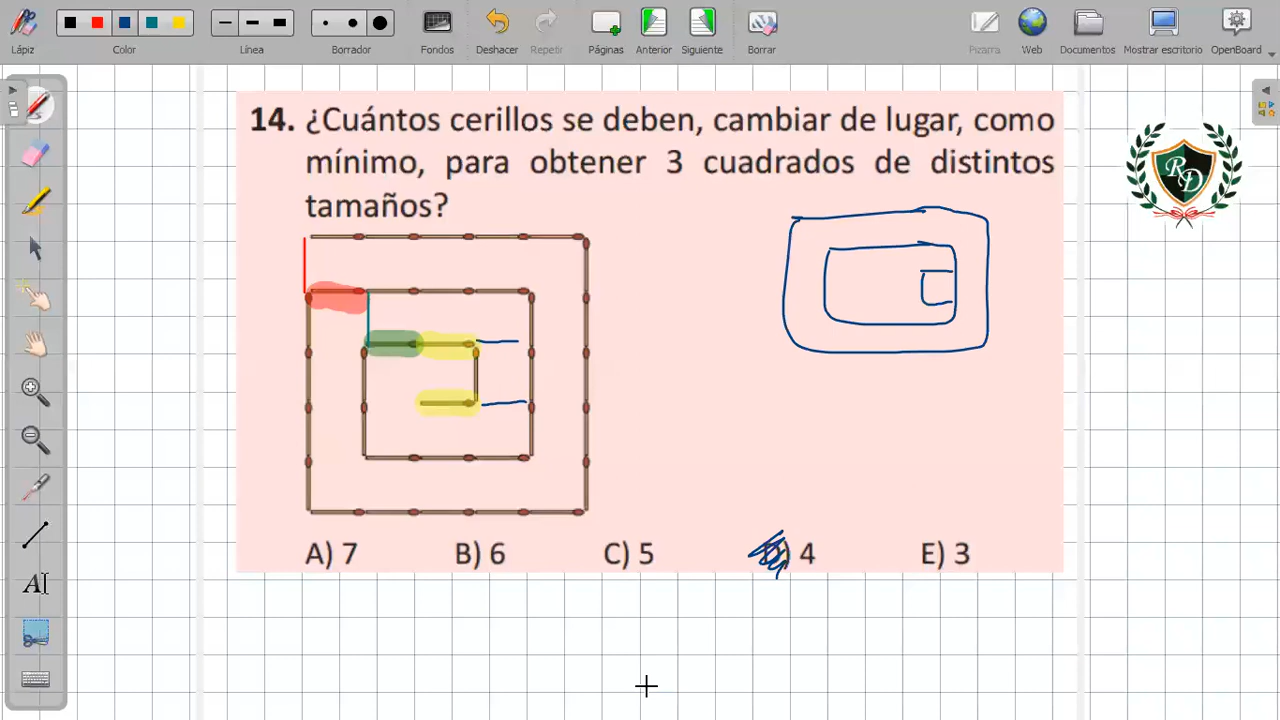 Lápiz Color Línea Borrador Fondos Deshacer Repetir Páginas Anterior Siguiente Borrar Pizarra Web Documentos Mostrar escritorio OpenBoard
14. ¿Cuántos cerillos se deben, cambiar de lugar, como
mínimo, para obtener 3 cuadrados de distintos
tamaños?
RD
A) 7 B) 6 C) 5 D) 4 E) 3
A